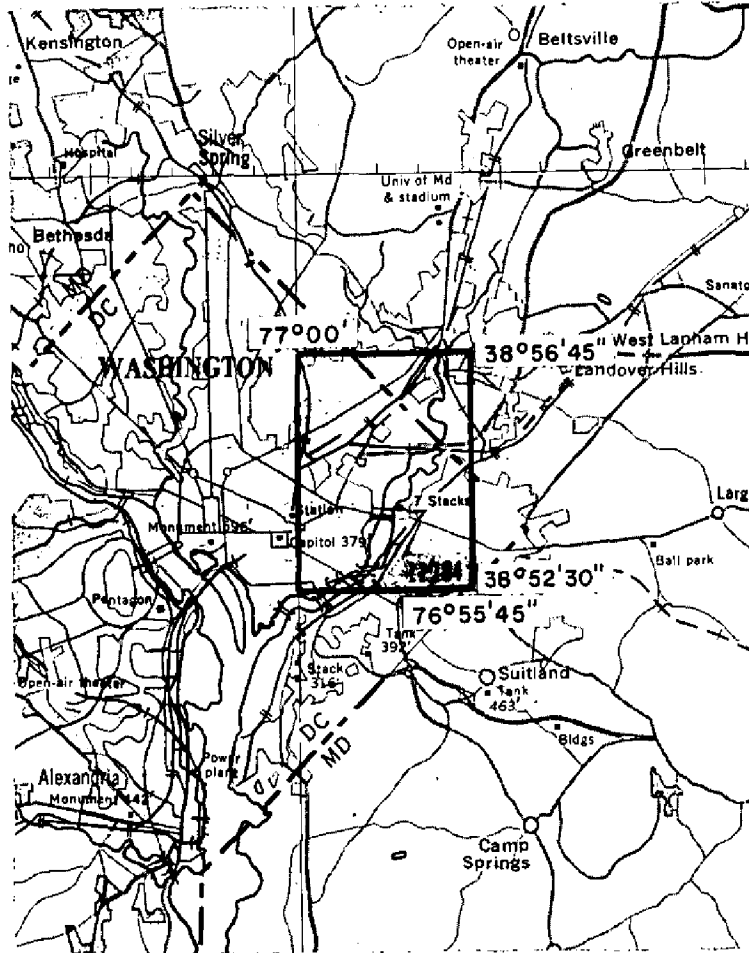 Kensington
Open-air
theater
Beltsville
Silver
Spring
Hospital
Greenbelt
Univ of Md
& stadium
Bethesda
MD
DC
77°00'
38°56'45"
West Lanham H
Landover Hills
WASHINGTON
7 Stacks
Station
Larg
Monument 596'
Capitol 379'
38°52'30"
Ball park
Pentagon
76°55'45"
Tank
392'
Stack
316'
Suitland
Tank
463'
Open-air theater
DC
MD
Bldgs
Power
plant
Alexandria
Monument 442
Camp
Springs